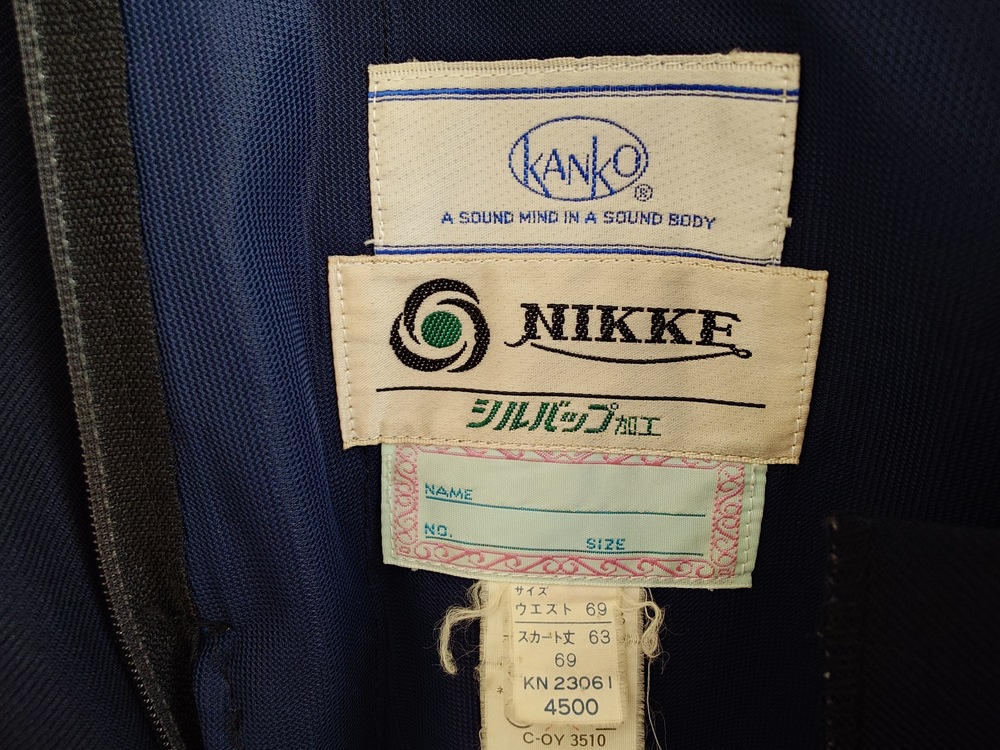 KANKO
®
A SOUND MIND IN A SOUND BODY
NIKKE
シルバップ加工
NAME
NO. SIZE
サイズ
ウエスト 69
スカート丈 63
69
KN 23061
4500
C-OY 3510